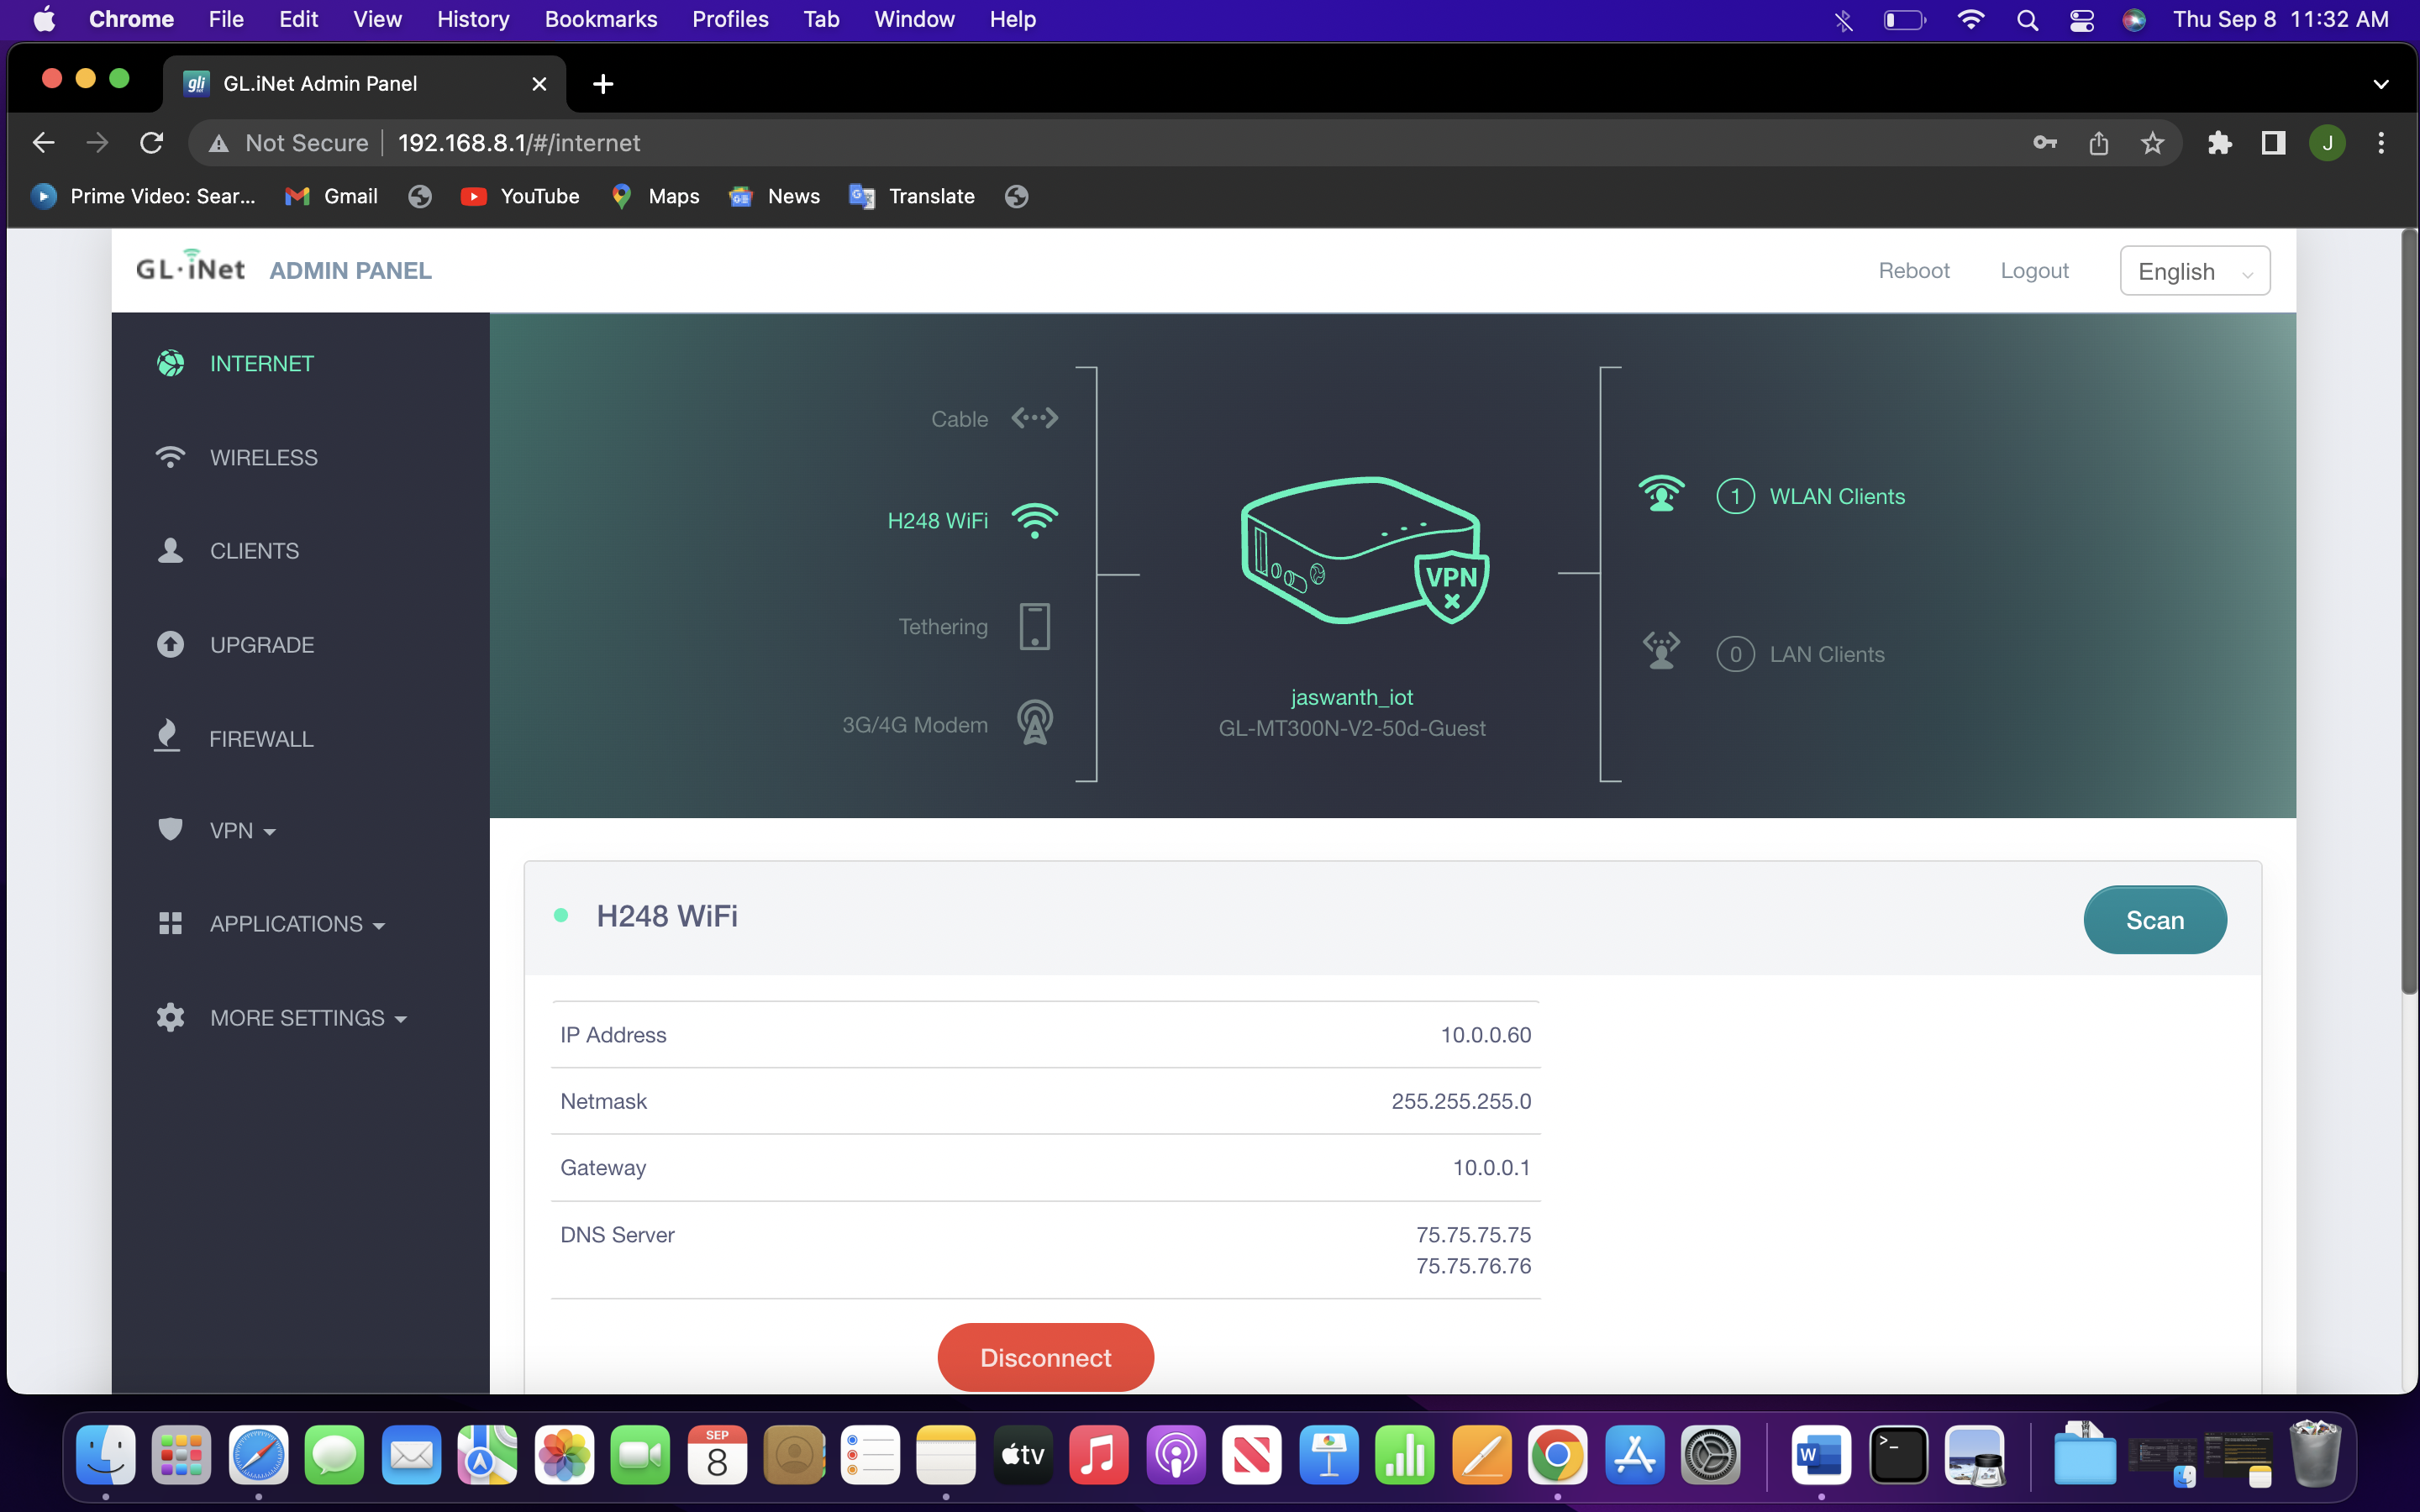 Chrome File Edit View History Bookmarks Profiles Tab Window Help Thu Sep 8 11:32 AM
gli GL.iNet Admin Panel
Not Secure 192.168.8.1/#/internet J
Prime Video: Sear... Gmail YouTube Maps News Translate
GL·iNet ADMIN PANEL Reboot Logout English
INTERNET
WIRELESS
CLIENTS
UPGRADE
FIREWALL
VPN
APPLICATIONS
MORE SETTINGS
Cable
H248 WiFi
Tethering
3G/4G Modem
VPN
jaswanth_iot
GL-MT300N-V2-50d-Guest
1 WLAN Clients
0 LAN Clients
H248 WiFi Scan
IP Address 10.0.0.60
Netmask 255.255.255.0
Gateway 10.0.0.1
DNS Server 75.75.75.75
75.75.76.76
Disconnect
SEP
8
tv
W
>_